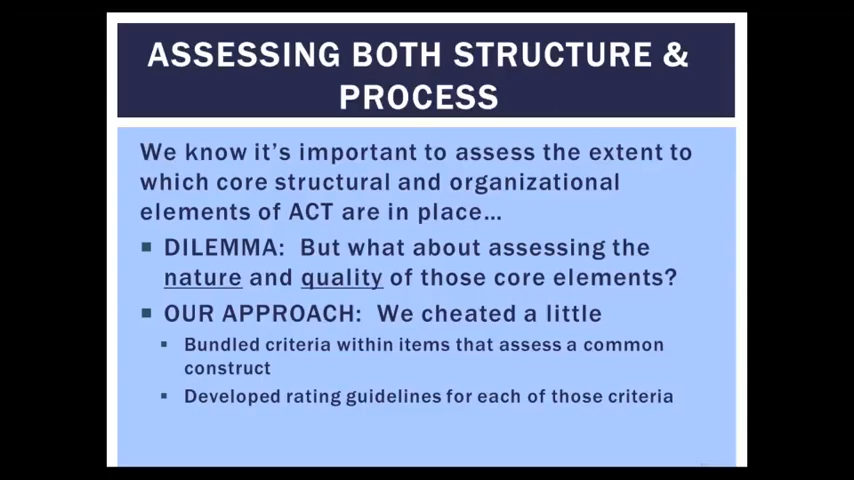 ASSESSING BOTH STRUCTURE &
PROCESS
We know it's important to assess the extent to
which core structural and organizational
elements of ACT are in place…
▪ DILEMMA: But what about assessing the
nature and quality of those core elements?
▪ OUR APPROACH: We cheated a little
▪ Bundled criteria within items that assess a common
construct
▪ Developed rating guidelines for each of those criteria